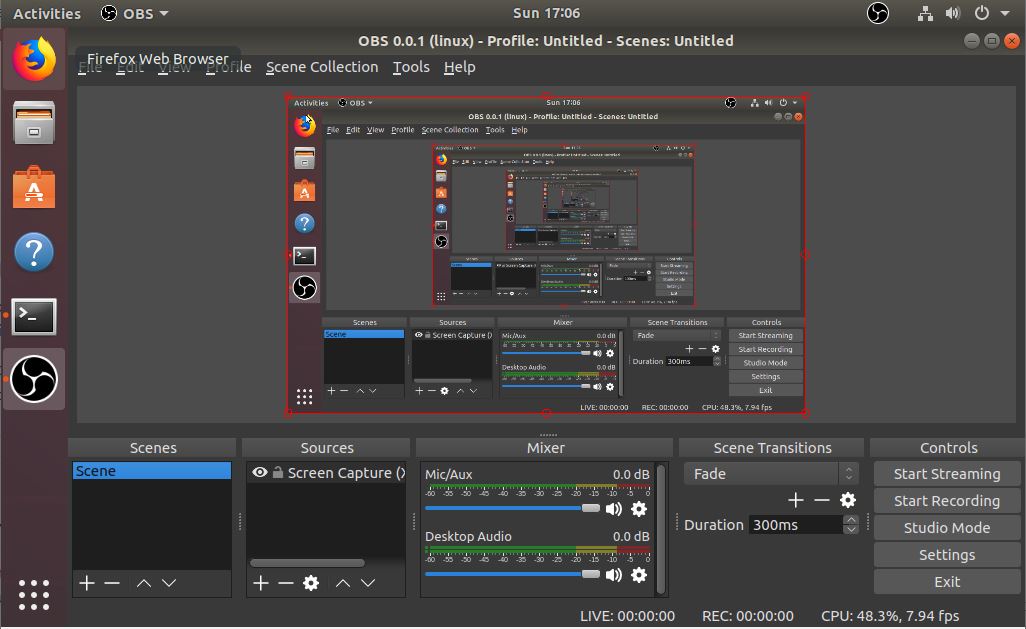 Activities OBS Sun 17:06
OBS 0.0.1 (linux) - Profile: Untitled - Scenes: Untitled
Firefox Web Browser
File Edit View Profile Scene Collection Tools Help
Activities OBS Sun 17:06
OBS 0.0.1 (linux) - Profile: Untitled - Scenes: Untitled
File Edit View Profile Scene Collection Tools Help
Scenes Sources Mixer Scene Transitions Controls
Scene Screen Capture (X Mic/Aux 0.0 dB Fade Start Streaming
Start Recording
Duration 300ms Studio Mode
Desktop Audio 0.0 dB Settings
Exit
LIVE: 00:00:00 REC: 00:00:00 CPU: 48.3%, 7.94 fps
Scenes Sources Mixer Scene Transitions Controls
Scene Screen Capture (X Mic/Aux 0.0 dB Fade Start Streaming
-60 -55 -50 -45 -40 -35 -30 -25 -20 -15 -10 -5 0
Start Recording
Duration 300ms Studio Mode
Desktop Audio 0.0 dB
-60 -55 -50 -45 -40 -35 -30 -25 -20 -15 -10 -5 0
Settings
Exit
LIVE: 00:00:00 REC: 00:00:00 CPU: 48.3%, 7.94 fps